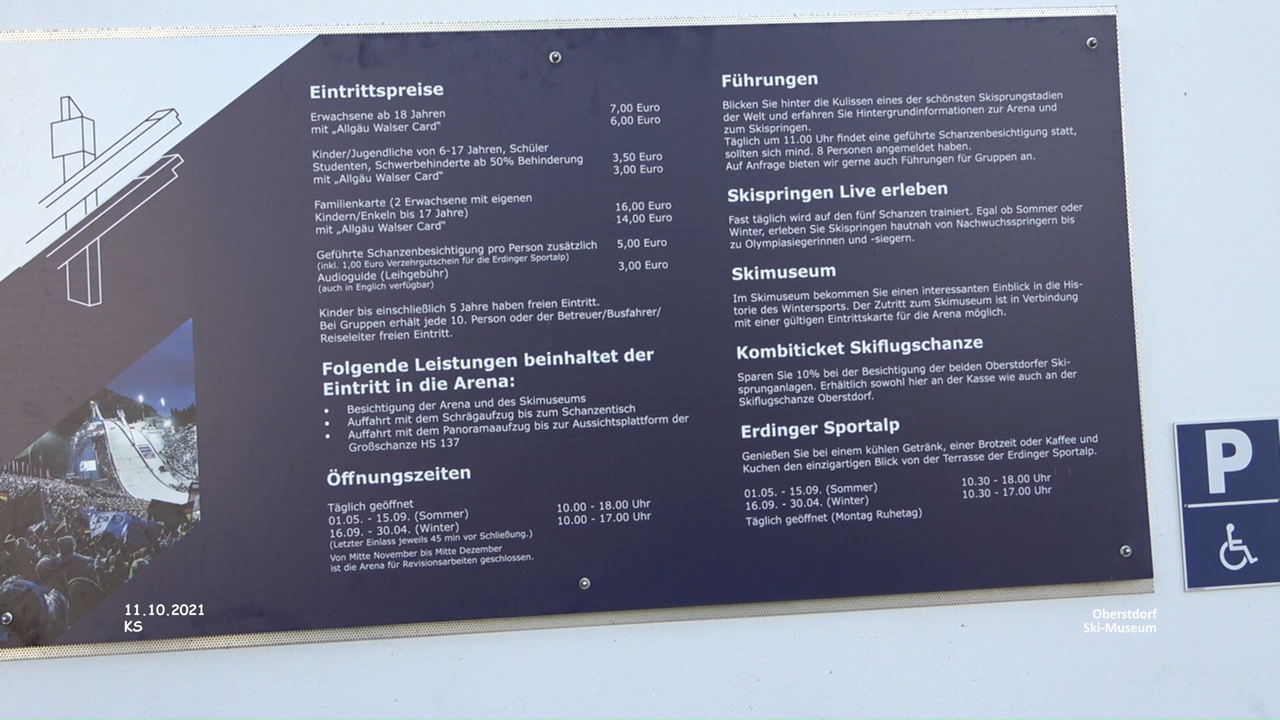 Eintrittspreise
Erwachsene ab 18 Jahren 7,00 Euro
mit „Allgäu Walser Card“ 6,00 Euro
Kinder/Jugendliche von 6-17 Jahren, Schüler
Studenten, Schwerbehinderte ab 50% Behinderung 3,50 Euro
mit „Allgäu Walser Card“ 3,00 Euro
Familienkarte (2 Erwachsene mit eigenen
Kindern/Enkeln bis 17 Jahre) 16,00 Euro
mit „Allgäu Walser Card“ 14,00 Euro
Geführte Schanzenbesichtigung pro Person zusätzlich 5,00 Euro
(inkl. 1,00 Euro Verzehrgutschein für die Erdinger Sportalp)
Audioguide (Leihgebühr) 3,00 Euro
(auch in Englich verfügbar)
Kinder bis einschließlich 5 Jahre haben freien Eintritt.
Bei Gruppen erhält jede 10. Person oder der Betreuer/Busfahrer/
Reiseleiter freien Eintritt.
Folgende Leistungen beinhaltet der
Eintritt in die Arena:
• Besichtigung der Arena und des Skimuseums
• Auffahrt mit dem Schrägaufzug bis zum Schanzentisch
• Auffahrt mit dem Panoramaaufzug bis zur Aussichtsplattform der
Großschanze HS 137
Öffnungszeiten
Täglich geöffnet
01.05. - 15.09. (Sommer) 10.00 - 18.00 Uhr
16.09. - 30.04. (Winter) 10.00 - 17.00 Uhr
(Letzter Einlass jeweils 45 min vor Schließung.)
Von Mitte November bis Mitte Dezember
ist die Arena für Revisionsarbeiten geschlossen.
Führungen
Blicken Sie hinter die Kulissen eines der schönsten Skisprungstadien
der Welt und erfahren Sie Hintergrundinformationen zur Arena und
zum Skispringen.
Täglich um 11.00 Uhr findet eine geführte Schanzenbesichtigung statt,
sollten sich mind. 8 Personen angemeldet haben.
Auf Anfrage bieten wir gerne auch Führungen für Gruppen an.
Skispringen Live erleben
Fast täglich wird auf den fünf Schanzen trainiert. Egal ob Sommer oder
Winter, erleben Sie Skispringen hautnah von Nachwuchsspringern bis
zu Olympiasiegerinnen und -siegern.
Skimuseum
Im Skimuseum bekommen Sie einen interessanten Einblick in die His-
torie des Wintersports. Der Zutritt zum Skimuseum ist in Verbindung
mit einer gültigen Eintrittskarte für die Arena möglich.
Kombiticket Skiflugschanze
Sparen Sie 10% bei der Besichtigung der beiden Oberstdorfer Ski-
sprunganlagen. Erhältlich sowohl hier an der Kasse wie auch an der
Skiflugschanze Oberstdorf.
Erdinger Sportalp
Genießen Sie bei einem kühlen Getränk, einer Brotzeit oder Kaffee und
Kuchen den einzigartigen Blick von der Terrasse der Erdinger Sportalp.
01.05. - 15.09. (Sommer) 10.30 - 18.00 Uhr
16.09. - 30.04. (Winter) 10.30 - 17.00 Uhr
Täglich geöffnet (Montag Ruhetag)
P
11.10.2021
KS
Oberstdorf
Ski-Museum